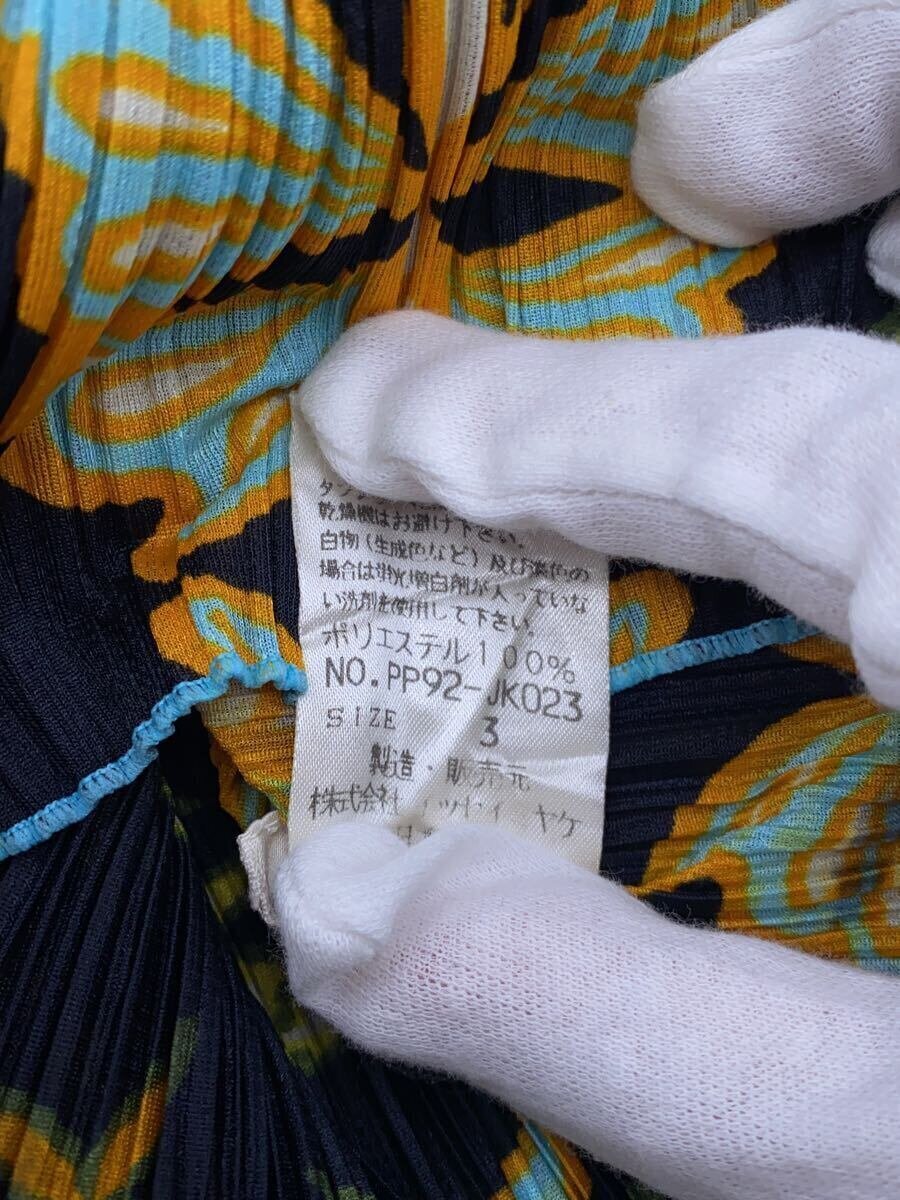 乾燥機はお避け下さい。
白物(生成色など)及び淡色の
場合は蛍光増白剤が入っていな
い洗剤を使用して下さい。
ポリエステル100%
NO.PP92-JK023
SIZE 3
製造・販売元
株式会社 ヤケ